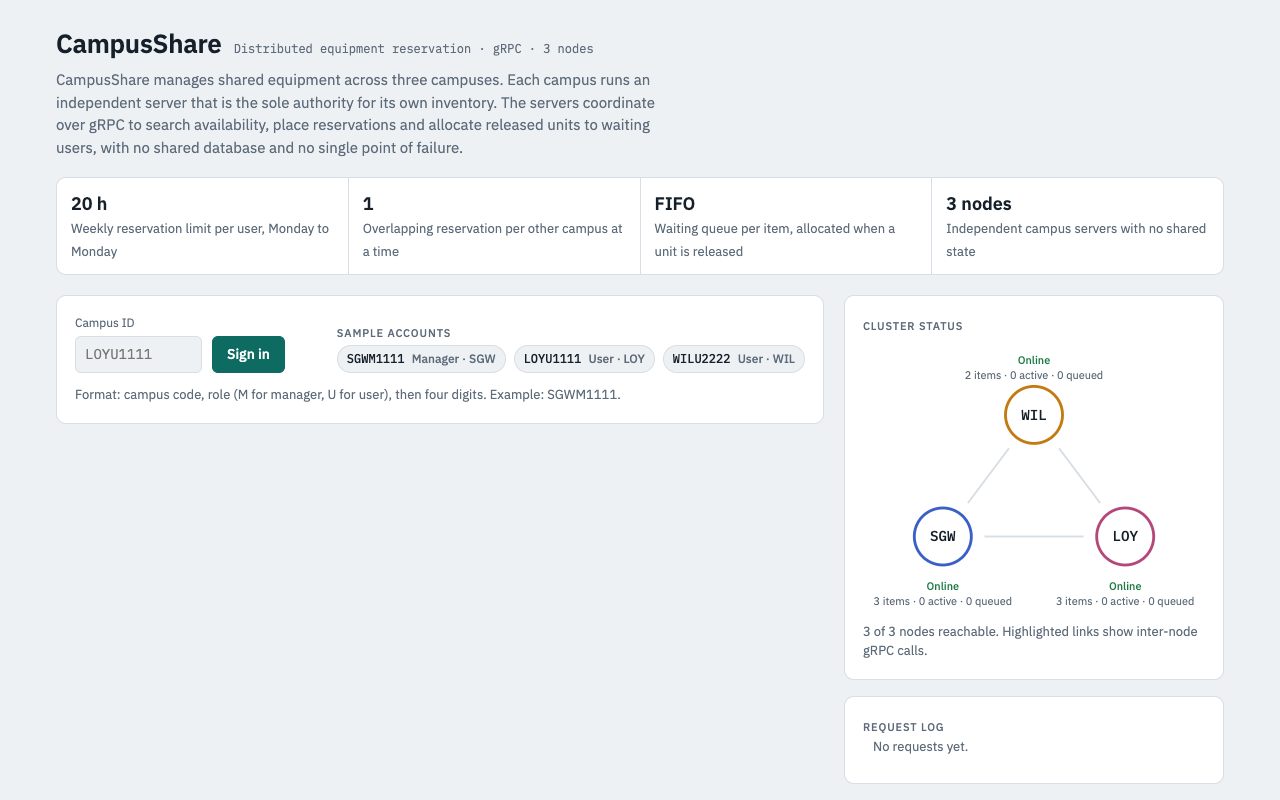 CampusShare Distributed equipment reservation · gRPC · 3 nodes
CampusShare manages shared equipment across three campuses. Each campus runs an
independent server that is the sole authority for its own inventory. The servers coordinate
over gRPC to search availability, place reservations and allocate released units to waiting
users, with no shared database and no single point of failure.
20 h
Weekly reservation limit per user, Monday to
Monday
1
Overlapping reservation per other campus at
a time
FIFO
Waiting queue per item, allocated when a
unit is released
3 nodes
Independent campus servers with no shared
state
Campus ID
LOYU1111
Sign in
SAMPLE ACCOUNTS
SGWM1111 Manager · SGW
LOYU1111 User · LOY
WILU2222 User · WIL
Format: campus code, role (M for manager, U for user), then four digits. Example: SGWM1111.
CLUSTER STATUS
Online
2 items · 0 active · 0 queued
WIL
SGW
LOY
Online
3 items · 0 active · 0 queued
Online
3 items · 0 active · 0 queued
3 of 3 nodes reachable. Highlighted links show inter-node
gRPC calls.
REQUEST LOG
No requests yet.